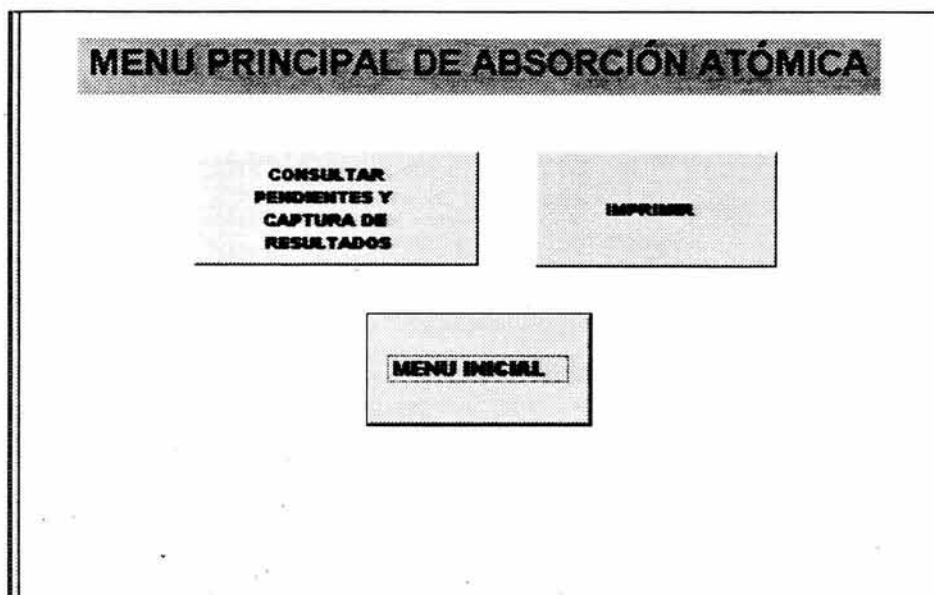 MENU PRINCIPAL DE ABSORCIÓN ATÓMICA
CONSULTAR
PENDIENTES Y
CAPTURA DE
RESULTADOS
IMPRIMIR
MENU INICIAL